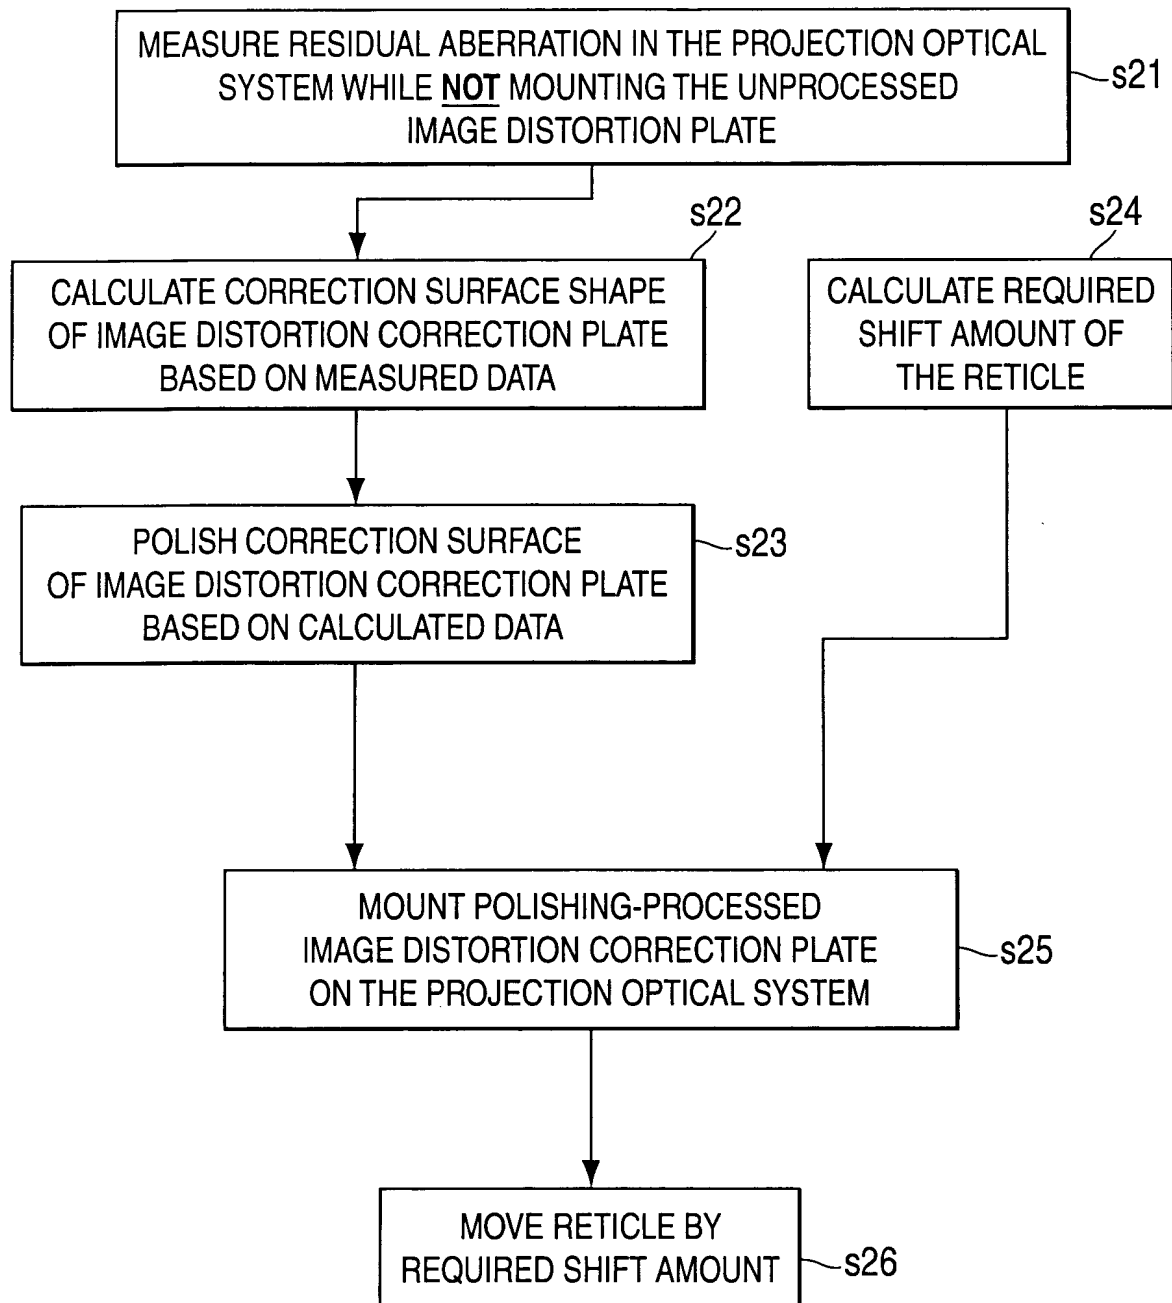 MEASURE RESIDUAL ABERRATION IN THE PROJECTION OPTICAL
SYSTEM WHILE NOT MOUNTING THE UNPROCESSED
IMAGE DISTORTION PLATE
s21
s22
CALCULATE CORRECTION SURFACE SHAPE
OF IMAGE DISTORTION CORRECTION PLATE
BASED ON MEASURED DATA
s24
CALCULATE REQUIRED
SHIFT AMOUNT OF
THE RETICLE
POLISH CORRECTION SURFACE
OF IMAGE DISTORTION CORRECTION PLATE
BASED ON CALCULATED DATA
s23
MOUNT POLISHING-PROCESSED
IMAGE DISTORTION CORRECTION PLATE
ON THE PROJECTION OPTICAL SYSTEM
s25
MOVE RETICLE BY
REQUIRED SHIFT AMOUNT
s26